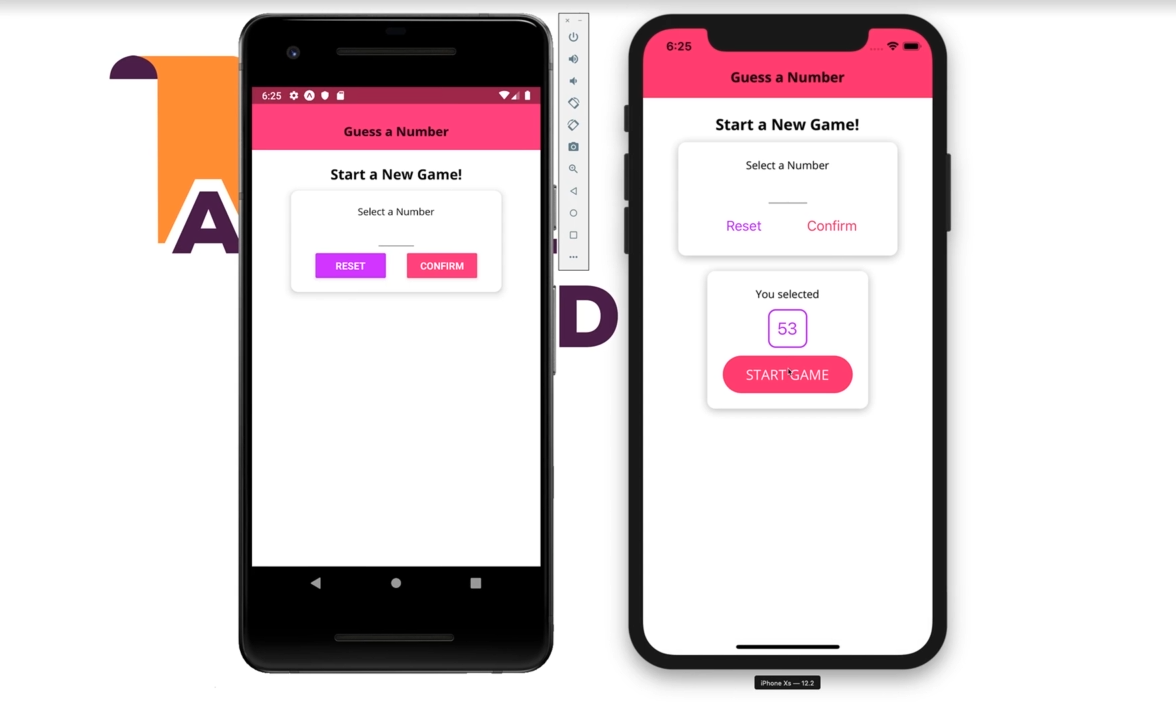 6:25
Guess a Number
Start a New Game!
Select a Number
RESET CONFIRM
A
D
6:25
Guess a Number
Start a New Game!
Select a Number
Reset Confirm
You selected
53
START GAME
iPhone Xs — 12.2